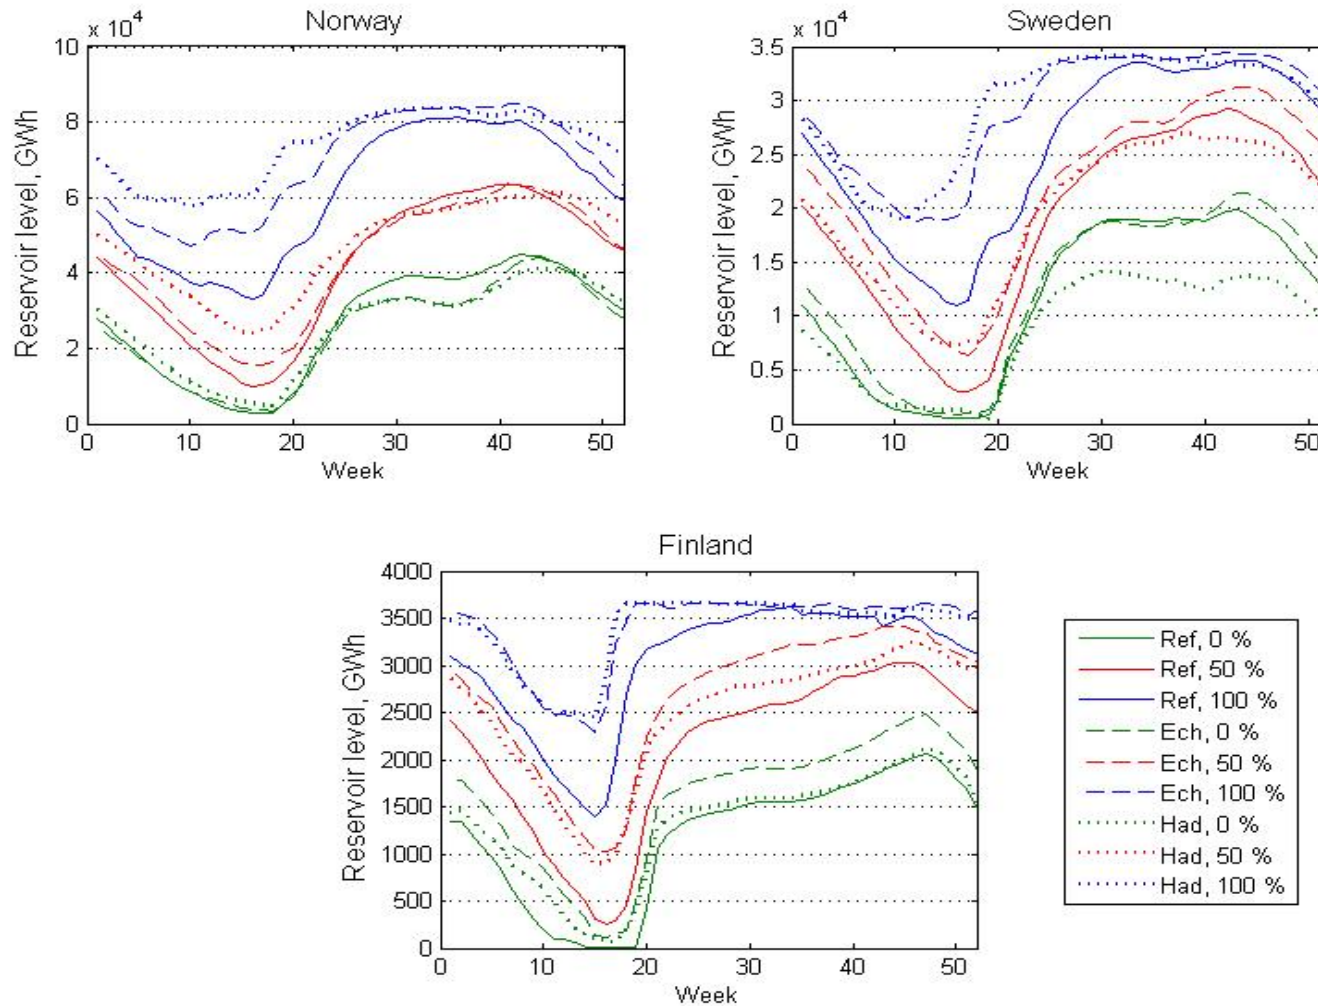 Norway
x 10^4
10
8
6
4
2
0
Reservoir level, GWh
0 10 20 30 40 50
Week
Sweden
x 10^4
3.5
3
2.5
2
1.5
1
0.5
0
Reservoir level, GWh
0 10 20 30 40 50
Week
Finland
4000
3500
3000
2500
2000
1500
1000
500
0
Reservoir level, GWh
0 10 20 30 40 50
Week
Ref, 0 %
Ref, 50 %
Ref, 100 %
Ech, 0 %
Ech, 50 %
Ech, 100 %
Had, 0 %
Had, 50 %
Had, 100 %